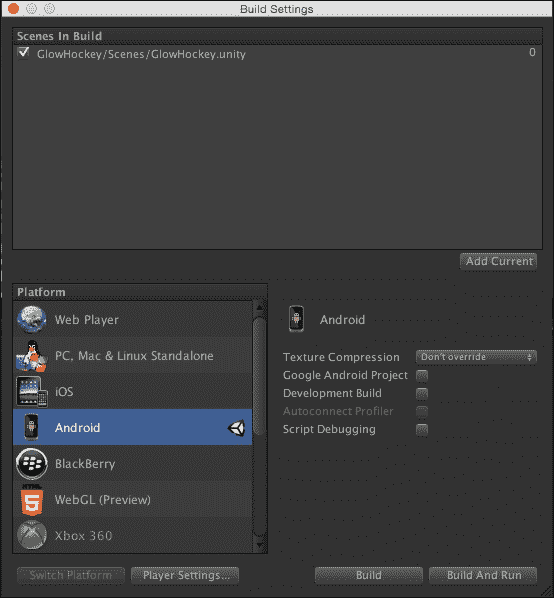 Build Settings
Scenes In Build
GlowHockey/Scenes/GlowHockey.unity 0
Add Current
Platform
Web Player
PC, Mac & Linux Standalone
iOS
Android
BlackBerry
HTML
5
WebGL (Preview)
Xbox 360
Android
Texture Compression Don't override
Google Android Project
Development Build
Autoconnect Profiler
Script Debugging
Switch Platform Player Settings... Build Build And Run